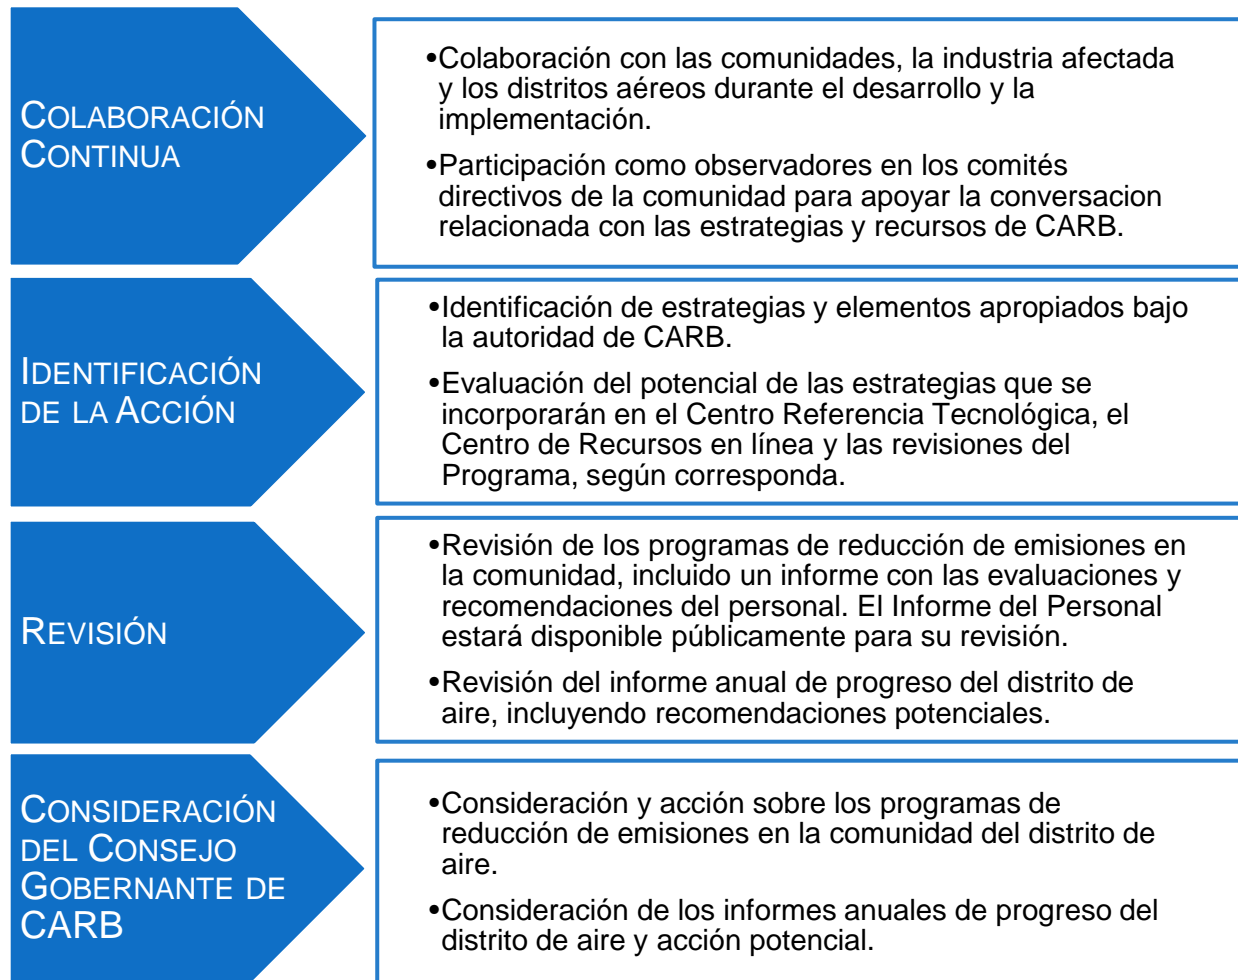 COLABORACIÓN
CONTINUA
•Colaboración con las comunidades, la industria afectada
y los distritos aéreos durante el desarrollo y la
implementación.
•Participación como observadores en los comités
directivos de la comunidad para apoyar la conversacion
relacionada con las estrategias y recursos de CARB.
IDENTIFICACIÓN
DE LA ACCIÓN
•Identificación de estrategias y elementos apropiados bajo
la autoridad de CARB.
•Evaluación del potencial de las estrategias que se
incorporarán en el Centro Referencia Tecnológica, el
Centro de Recursos en línea y las revisiones del
Programa, según corresponda.
REVISIÓN
•Revisión de los programas de reducción de emisiones en
la comunidad, incluido un informe con las evaluaciones y
recomendaciones del personal. El Informe del Personal
estará disponible públicamente para su revisión.
•Revisión del informe anual de progreso del distrito de
aire, incluyendo recomendaciones potenciales.
CONSIDERACIÓN
DEL CONSEJO
GOBERNANTE DE
CARB
•Consideración y acción sobre los programas de
reducción de emisiones en la comunidad del distrito de
aire.
•Consideración de los informes anuales de progreso del
distrito de aire y acción potencial.